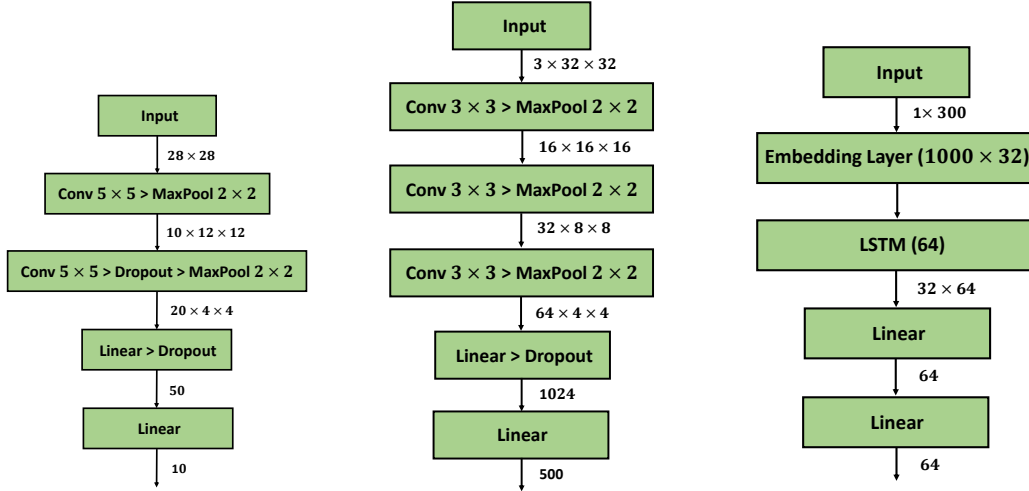 Input
28 × 28
Conv 5 × 5 > MaxPool 2 × 2
10 × 12 × 12
Conv 5 × 5 > Dropout > MaxPool 2 × 2
20 × 4 × 4
Linear > Dropout
50
Linear
10
Input
3 × 32 × 32
Conv 3 × 3 > MaxPool 2 × 2
16 × 16 × 16
Conv 3 × 3 > MaxPool 2 × 2
32 × 8 × 8
Conv 3 × 3 > MaxPool 2 × 2
64 × 4 × 4
Linear > Dropout
1024
Linear
500
Input
1× 300
Embedding Layer (1000 × 32)
LSTM (64)
32 × 64
Linear
64
Linear
64